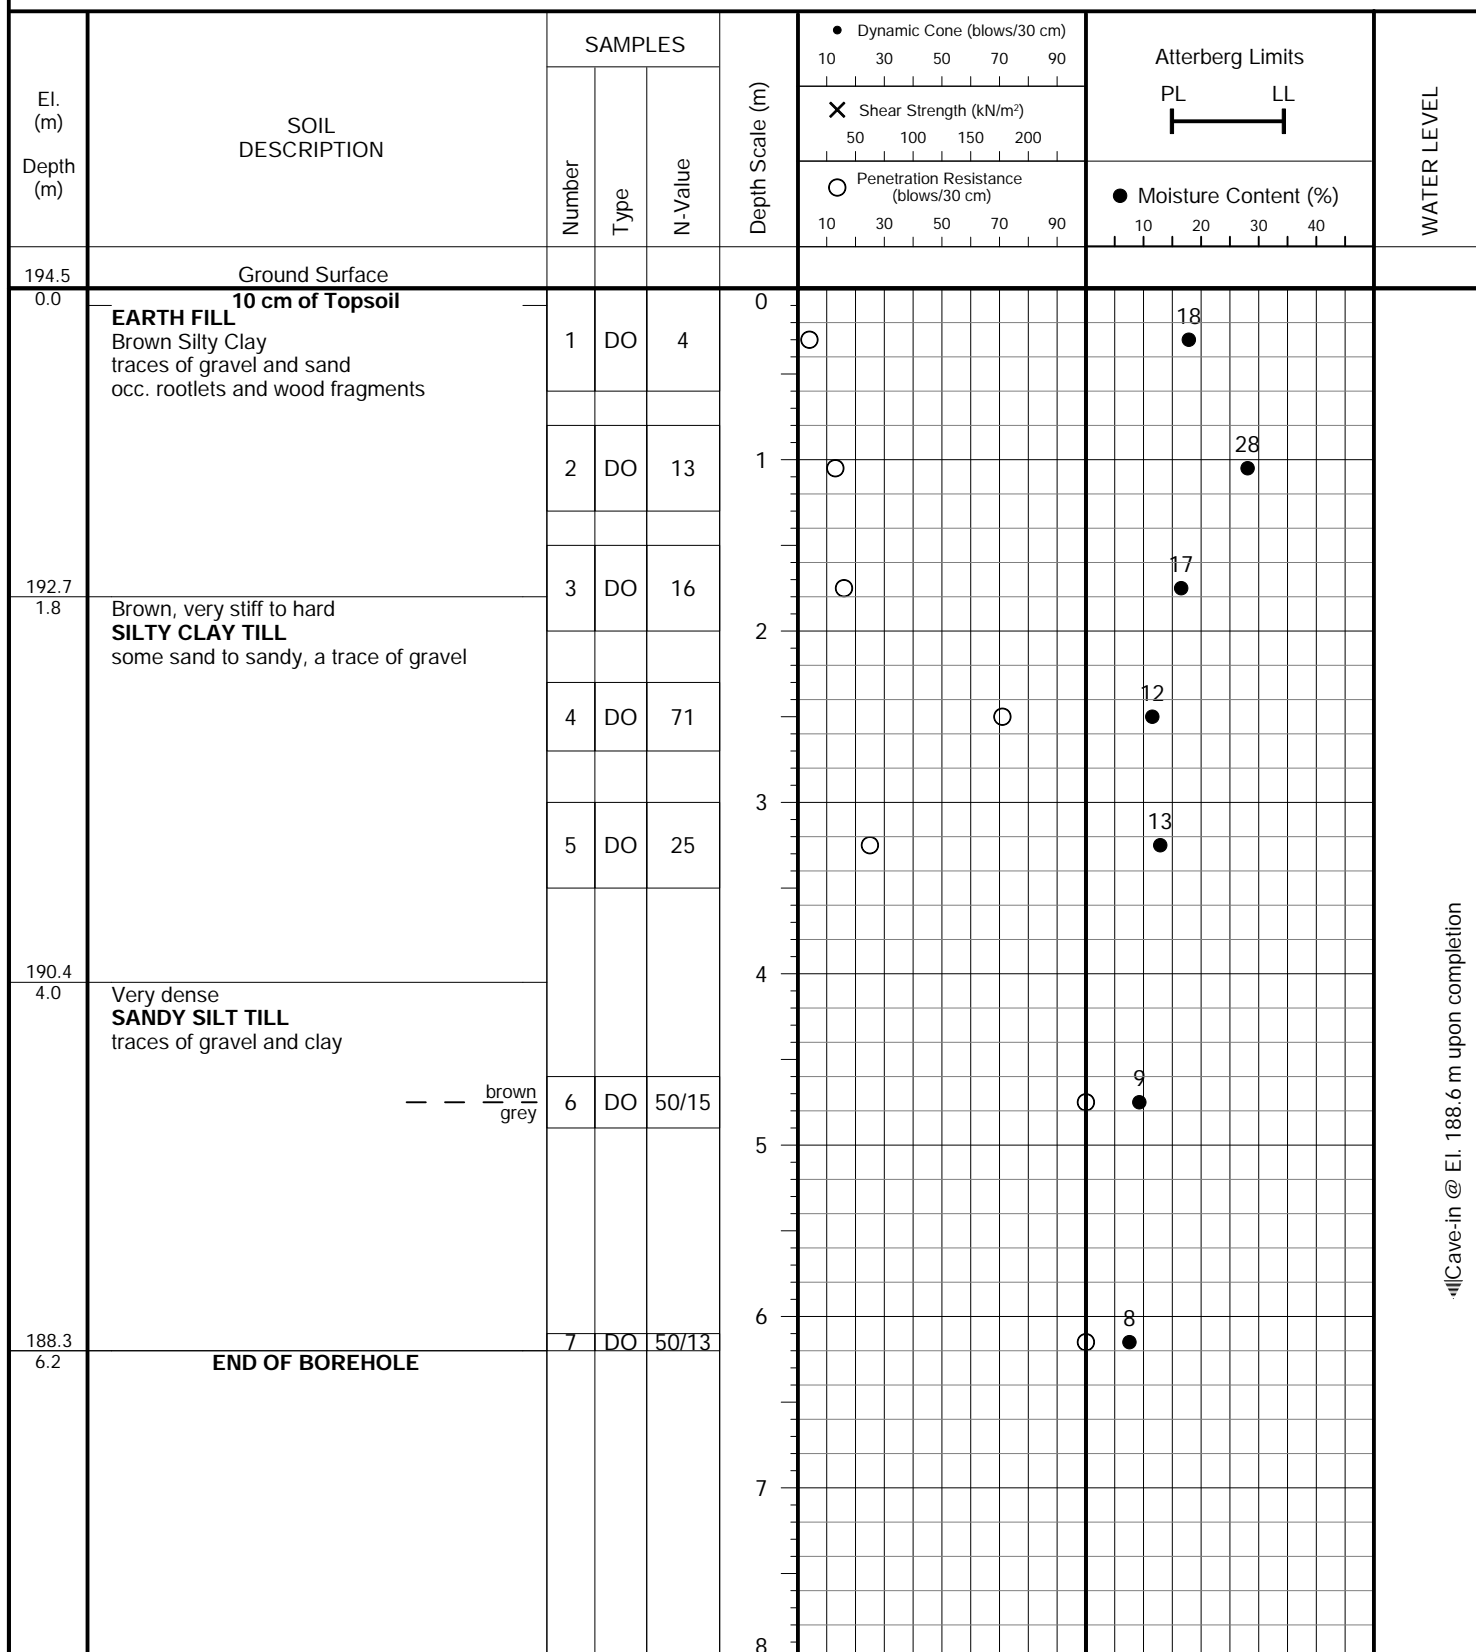 SAMPLES
El.
(m)
Depth
(m)
SOIL
DESCRIPTION
Number
Type
N-Value
Depth Scale (m)
Dynamic Cone (blows/30 cm)
10 30 50 70 90
Shear Strength (kN/m²)
50 100 150 200
Penetration Resistance
(blows/30 cm)
10 30 50 70 90
Atterberg Limits
PL LL
Moisture Content (%)
10 20 30 40
WATER LEVEL
194.5 Ground Surface
0.0 10 cm of Topsoil 0
EARTH FILL
Brown Silty Clay
traces of gravel and sand
occ. rootlets and wood fragments
1 DO 4 18
2 DO 13 1 28
3 DO 16 17
192.7
1.8 Brown, very stiff to hard
SILTY CLAY TILL
some sand to sandy, a trace of gravel
2
4 DO 71 12
3
5 DO 25 13
190.4
4.0 Very dense
SANDY SILT TILL
traces of gravel and clay
4
brown
grey
6 DO 50/15 9
5
6
188.3 7 DO 50/13 8
6.2 END OF BOREHOLE
7
8
Cave-in @ El. 188.6 m upon completion